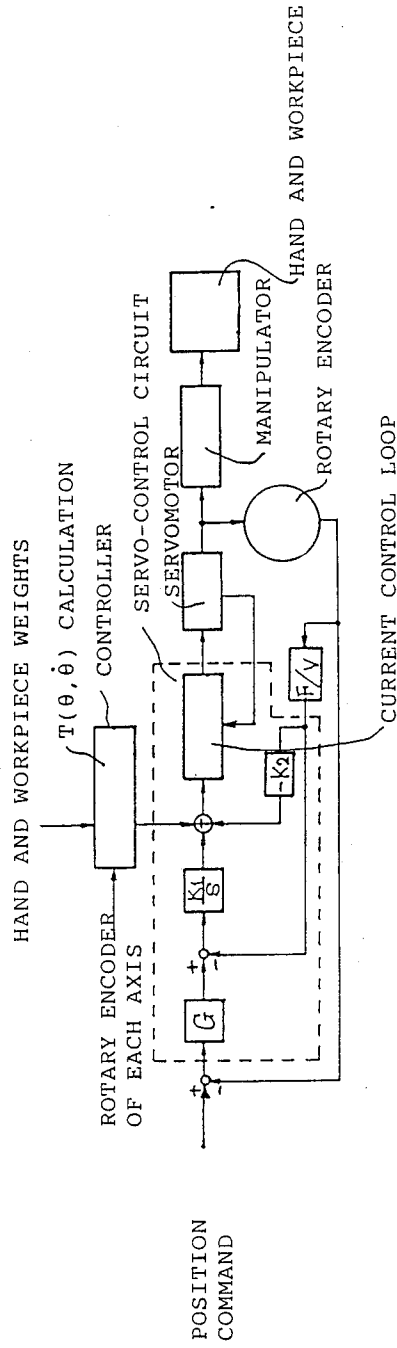 HAND AND WORKPIECE WEIGHTS
T(θ,θ̇) CALCULATION
CONTROLLER
ROTARY ENCODER
OF EACH AXIS
SERVO-CONTROL CIRCUIT
SERVOMOTOR
POSITION
COMMAND
+
-
G
+
-
K1
S
+
-K2
F/V
MANIPULATOR
HAND AND WORKPIECE
ROTARY ENCODER
CURRENT CONTROL LOOP